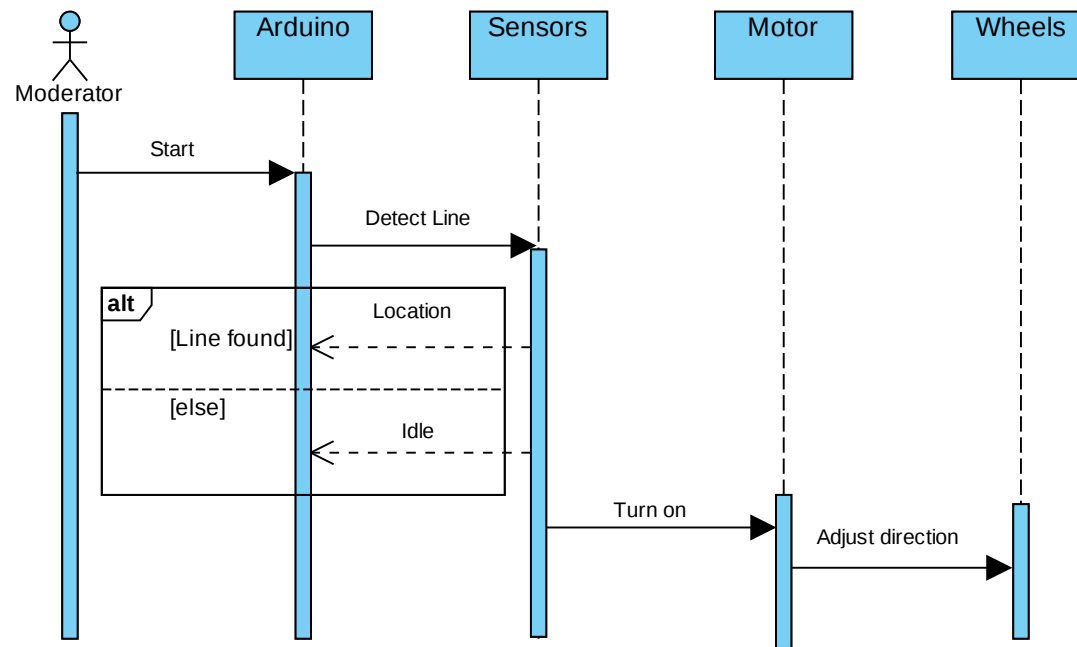 Arduino
Sensors
Motor
Wheels
Moderator
Start
Detect Line
alt
Location
[Line found]
[else]
Idle
Turn on
Adjust direction